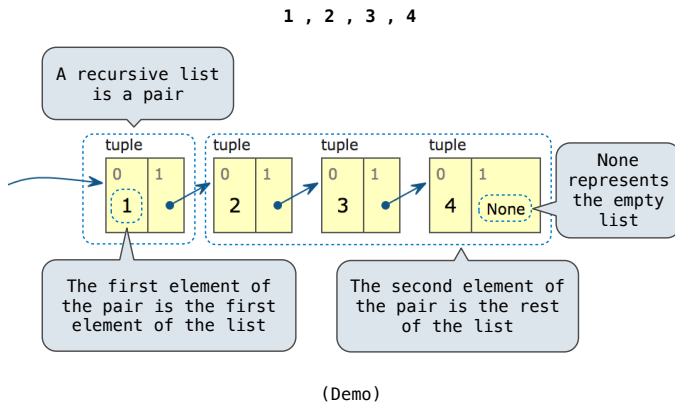 1 , 2 , 3 , 4
A recursive list
is a pair
tuple
tuple
tuple
tuple
0 1
0 1
0 1
0 1
1
2
3
4 None
None
represents
the empty
list
The first element of
the pair is the first
element of the list
The second element of
the pair is the rest
of the list
(Demo)